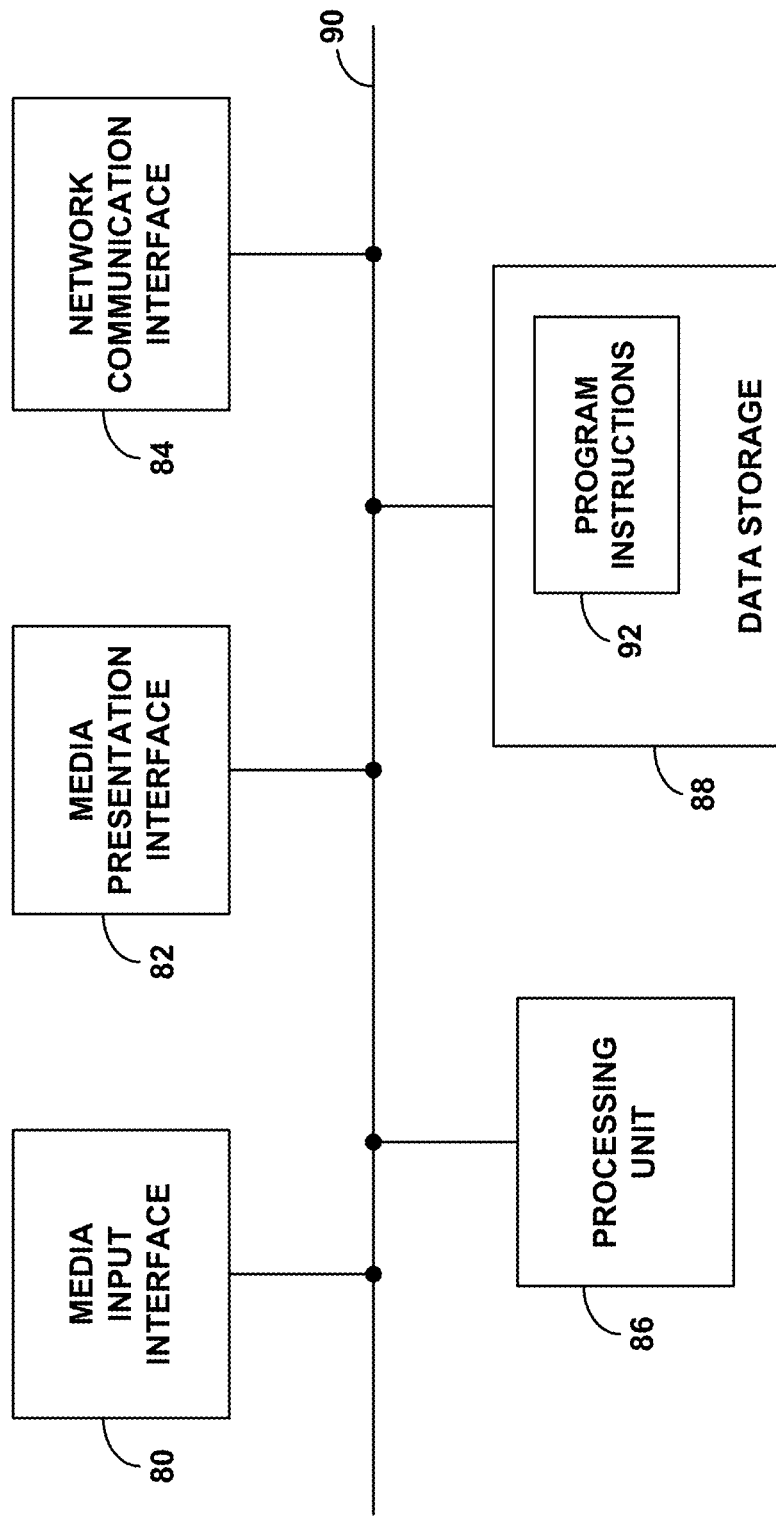 MEDIA
INPUT
INTERFACE
80
MEDIA
PRESENTATION
INTERFACE
82
NETWORK
COMMUNICATION
INTERFACE
84
90
PROCESSING
UNIT
86
PROGRAM
INSTRUCTIONS
92
DATA STORAGE
88